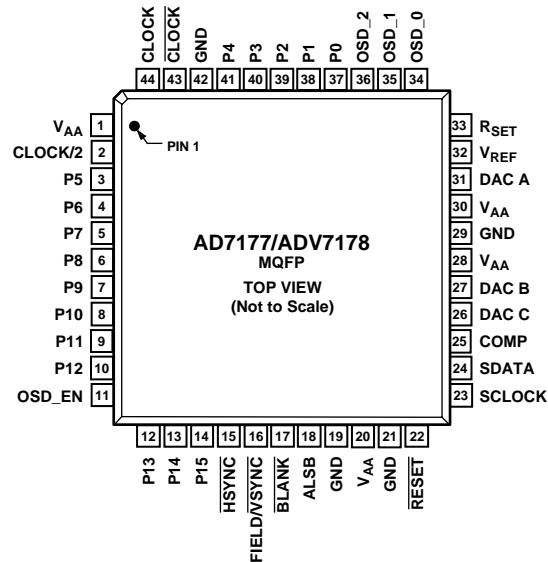 CLOCK
CLOCK
GND
P4
P3
P2
P1
P0
OSD_2
OSD_1
OSD_0
44
43
42
41
40
39
38
37
36
35
34
VAA 1
CLOCK/2 2
P5 3
P6 4
P7 5
P8 6
P9 7
P10 8
P11 9
P12 10
OSD_EN 11
PIN 1
AD7177/ADV7178
MQFP
TOP VIEW
(Not to Scale)
33 RSET
32 VREF
31 DAC A
30 VAA
29 GND
28 VAA
27 DAC B
26 DAC C
25 COMP
24 SDATA
23 SCLOCK
12
13
14
15
16
17
18
19
20
21
22
P13
P14
P15
HSYNC
FIELD/VSYNC
BLANK
ALSB
GND
VAA
GND
RESET